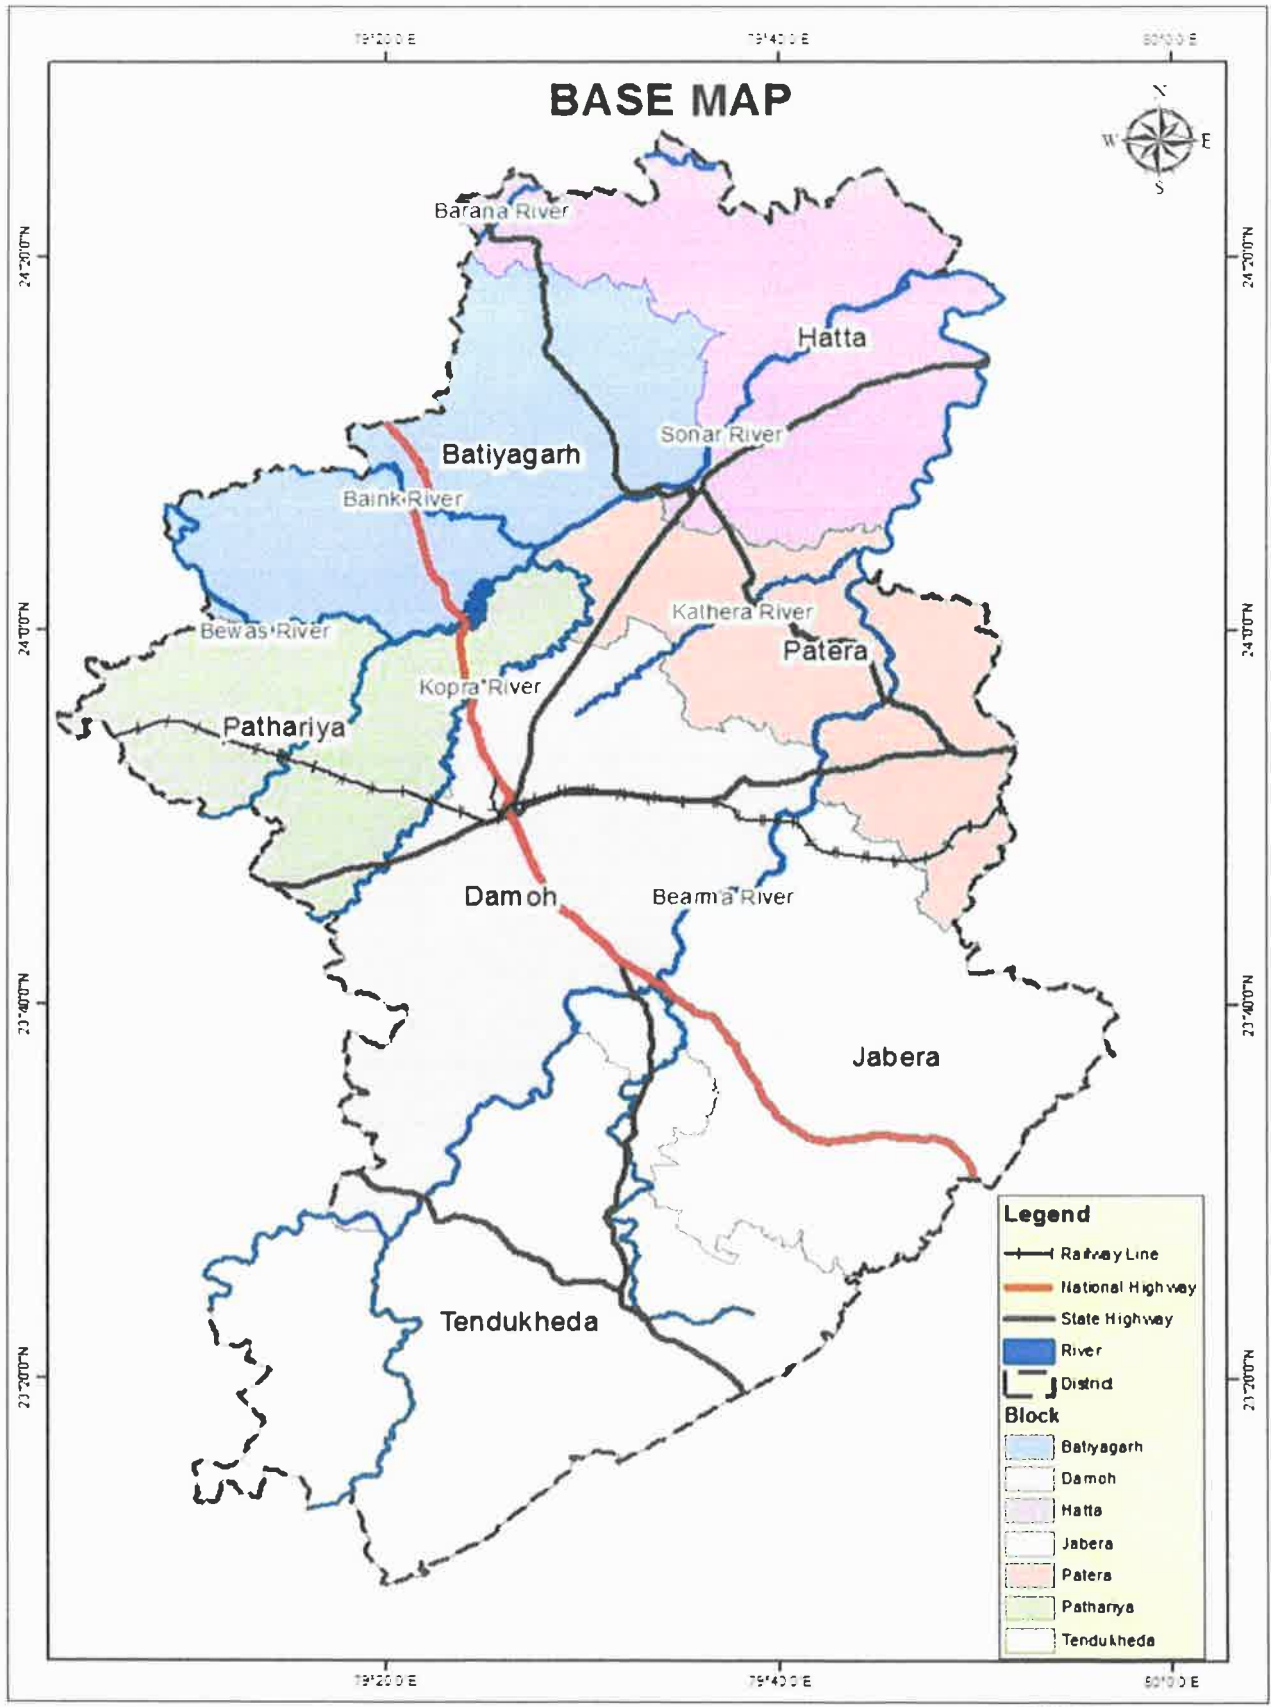 79°20'0"E
79°40'0"E
80°0'0"E
BASE MAP
N
W
E
S
Barana River
24°20'0"N
24°20'0"N
Hatta
Sonar River
Batiyagarh
Baink River
Kathera River
24°0'0"N
24°0'0"N
Bewas River
Patera
Kopra River
Pathariya
Damoh
Bearma River
23°40'0"N
23°40'0"N
Jabera
Tendukheda
23°20'0"N
23°20'0"N
Legend
Railway Line
National Highway
State Highway
River
District
Block
Batiyagarh
Damoh
Hatta
Jabera
Patera
Pathariya
Tendukheda
79°20'0"E
79°40'0"E
80°0'0"E